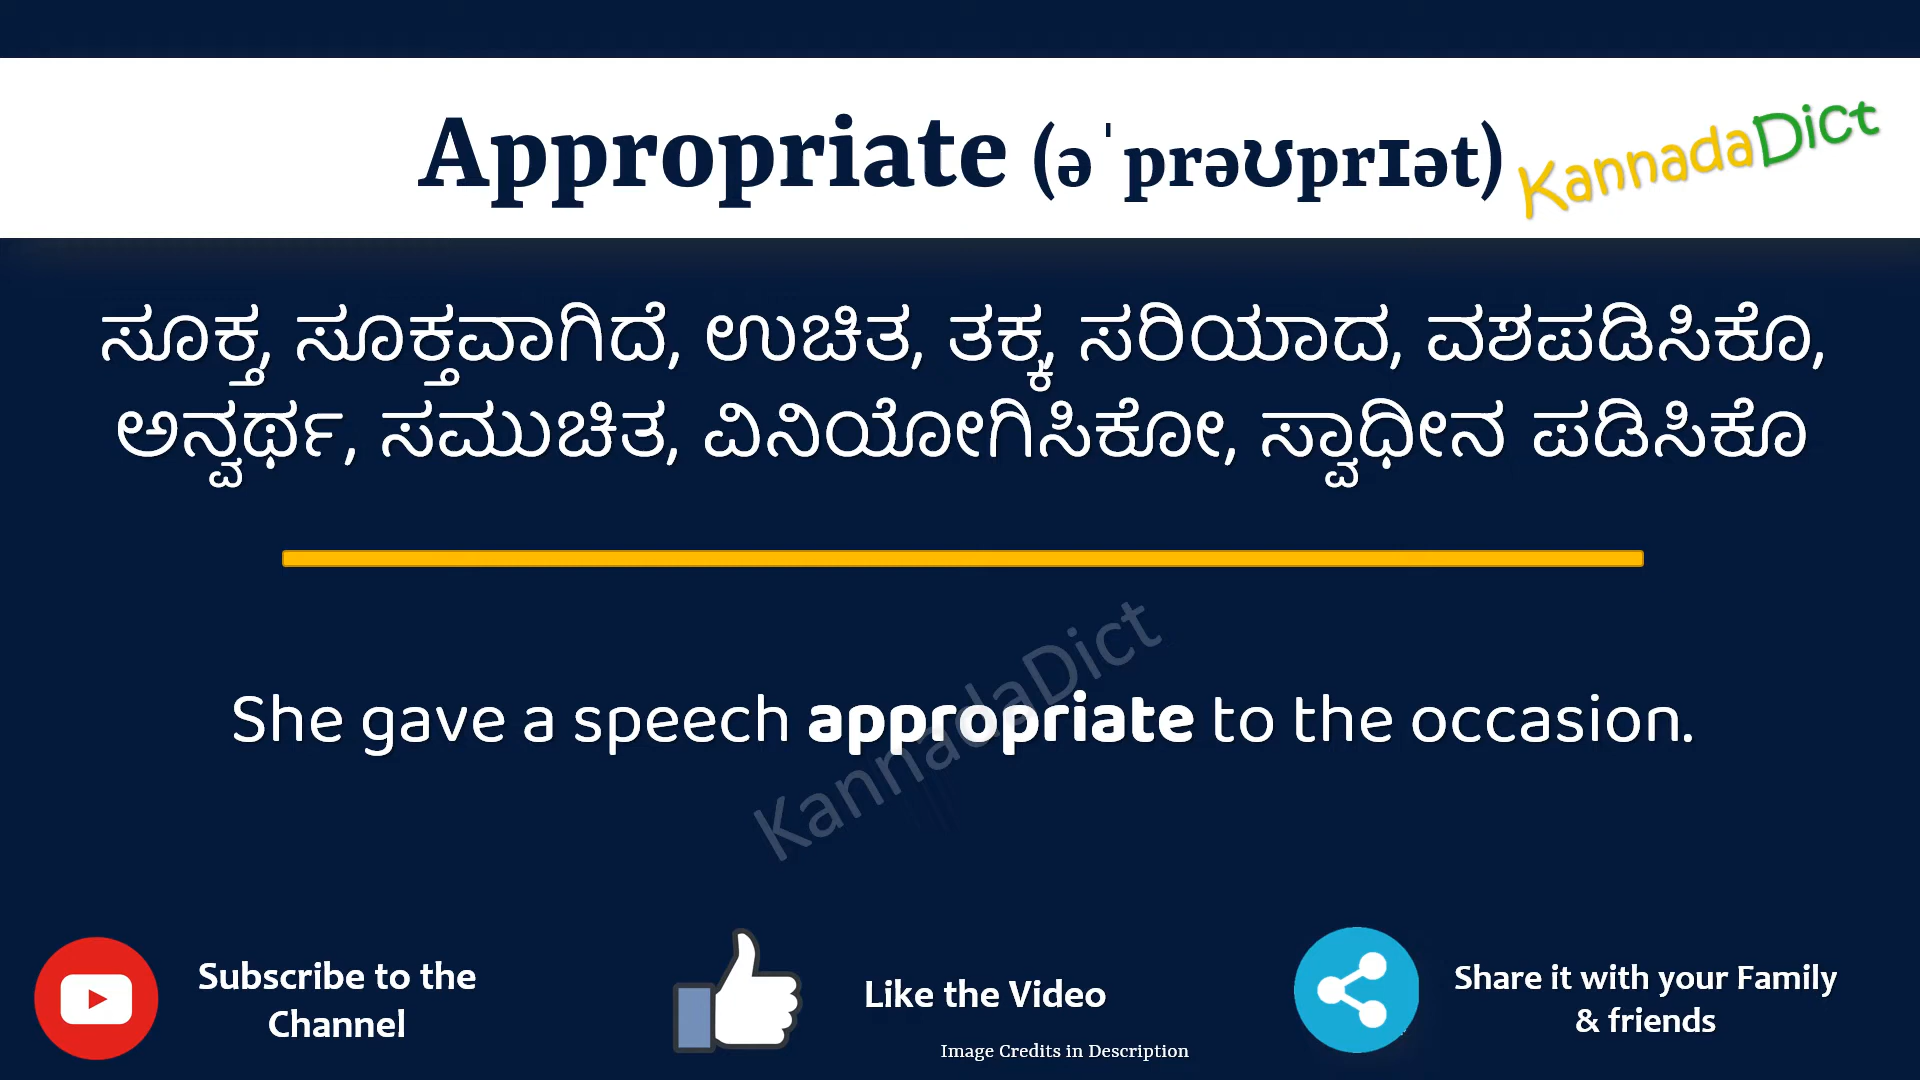 Appropriate (əˈprəʊprɪət)
KannadaDict
ಸೂಕ್ತ, ಸೂಕ್ತವಾಗಿದೆ, ಉಚಿತ, ತಕ್ಕ, ಸರಿಯಾದ, ವಶಪಡಿಸಿಕೊ,
ಅನ್ವರ್ಥ, ಸಮುಚಿತ, ವಿನಿಯೋಗಿಸಿಕೋ, ಸ್ವಾಧೀನ ಪಡಿಸಿಕೊ
She gave a speech appropriate to the occasion.
KannadaDict
Subscribe to the
Channel
Like the Video
Image Credits in Description
Share it with your Family
& friends